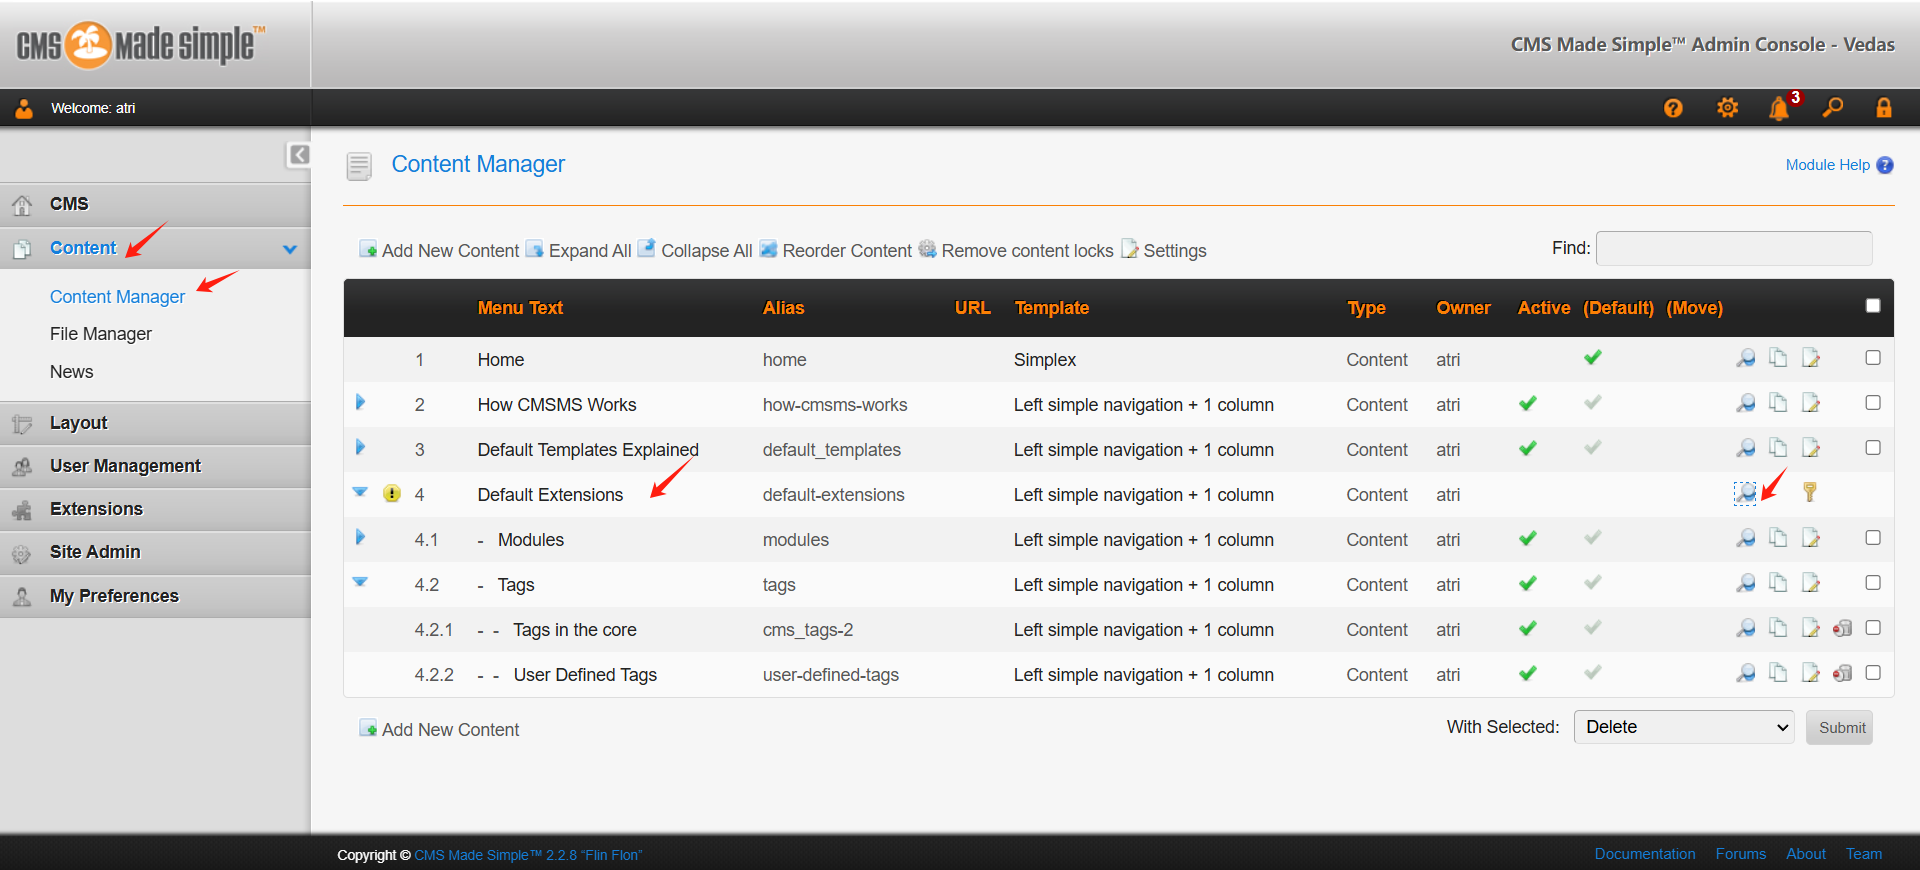 CMS Made Simple™
CMS Made Simple™ Admin Console - Vedas
Welcome: atri
3
CMS
Content
Content Manager
File Manager
News
Layout
User Management
Extensions
Site Admin
My Preferences
Content Manager
Module Help
Add New Content Expand All Collapse All Reorder Content Remove content locks Settings Find:
Menu Text Alias URL Template Type Owner Active (Default) (Move)
1 Home home Simplex Content atri
2 How CMSMS Works how-cmsms-works Left simple navigation + 1 column Content atri
3 Default Templates Explained default_templates Left simple navigation + 1 column Content atri
4 Default Extensions default-extensions Left simple navigation + 1 column Content atri
4.1 - Modules modules Left simple navigation + 1 column Content atri
4.2 - Tags tags Left simple navigation + 1 column Content atri
4.2.1 - - Tags in the core cms_tags-2 Left simple navigation + 1 column Content atri
4.2.2 - - User Defined Tags user-defined-tags Left simple navigation + 1 column Content atri
Add New Content With Selected: Delete Submit
Copyright © CMS Made Simple™ 2.2.8 “Flin Flon”
Documentation Forums About Team